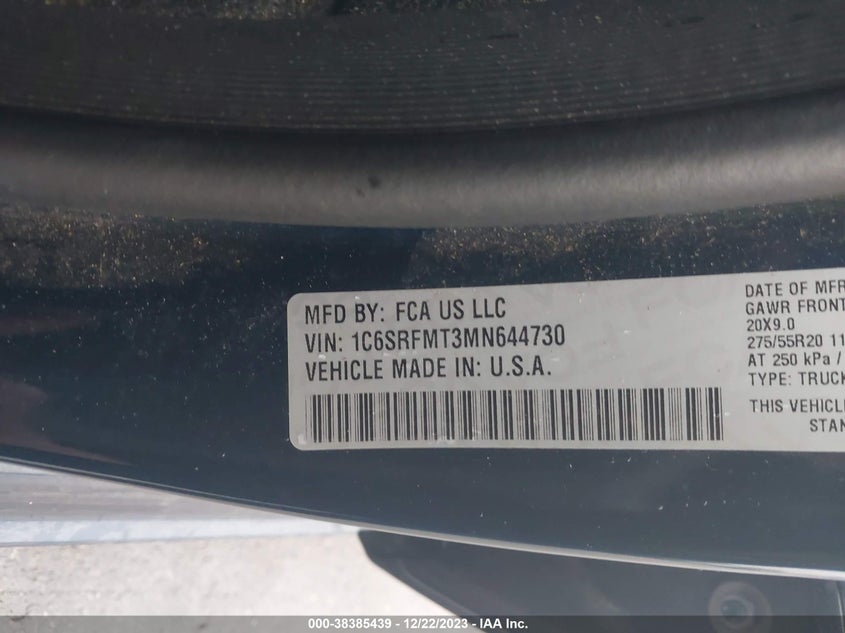 MFD BY: FCA US LLC
VIN: 1C6SRFMT3MN644730
VEHICLE MADE IN: U.S.A.
DATE OF MFR
GAWR FRONT
20X9.0
275/55R20 11
AT 250 kPa /
TYPE: TRUCK
THIS VEHICLE
STAN
000-38385439 - 12/22/2023 - IAA Inc.